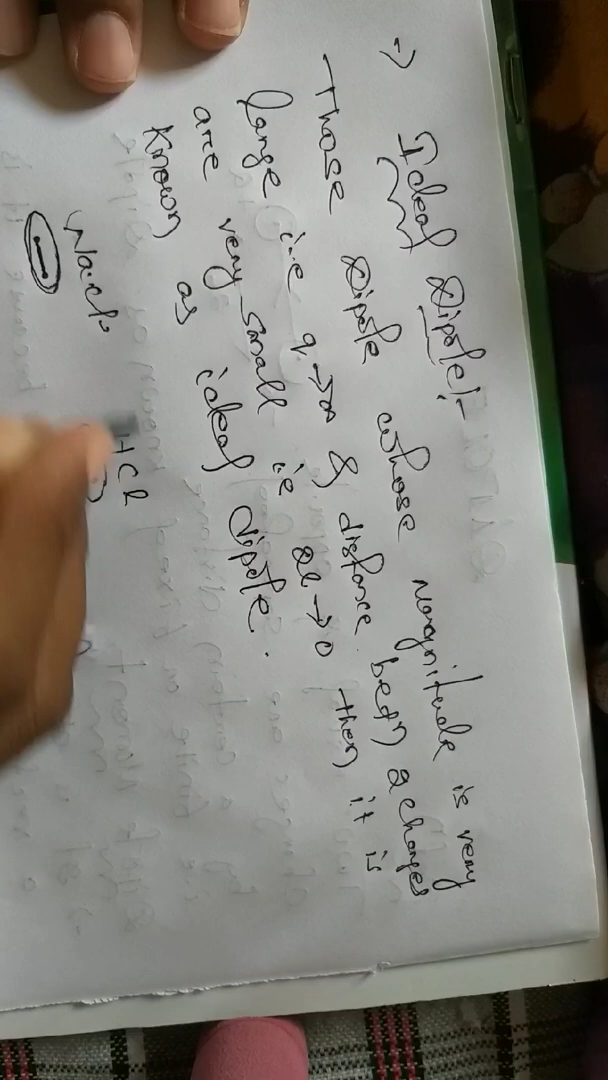 → Ideal Dipole:-
Those Dipole whose magnitude is very
large i.e q→∞ & distance betn 2 charges
are very small ie 2l→0 then it is
Known as ideal dipole.
HCl